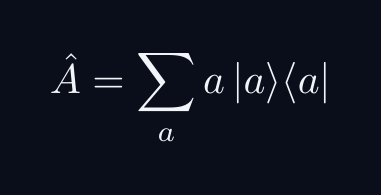 Â = ∑ₐ a |a⟩⟨a|